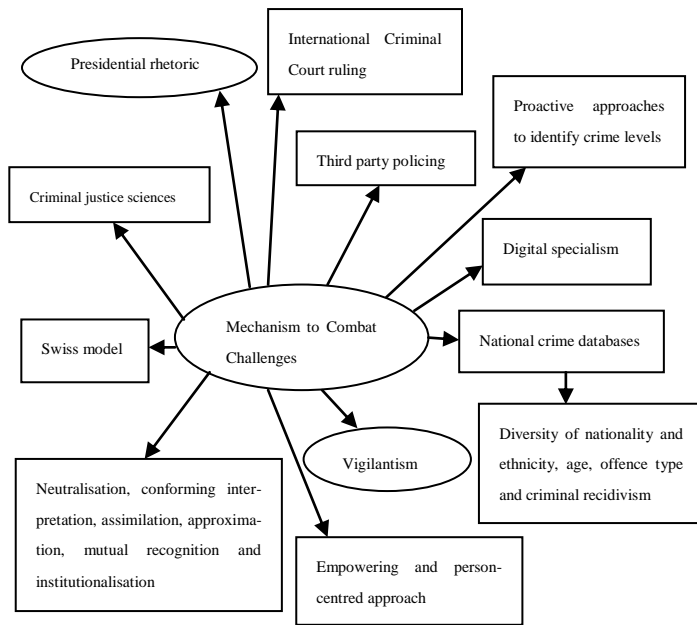 Presidential rhetoric
International Criminal
Court ruling
Proactive approaches
to identify crime levels
Third party policing
Criminal justice sciences
Digital specialism
Mechanism to Combat
Challenges
Swiss model
National crime databases
Diversity of nationality and
ethnicity, age, offence type
and criminal recidivism
Vigilantism
Neutralisation, conforming inter-
pretation, assimilation, approxima-
tion, mutual recognition and
institutionalisation
Empowering and person-
centred approach